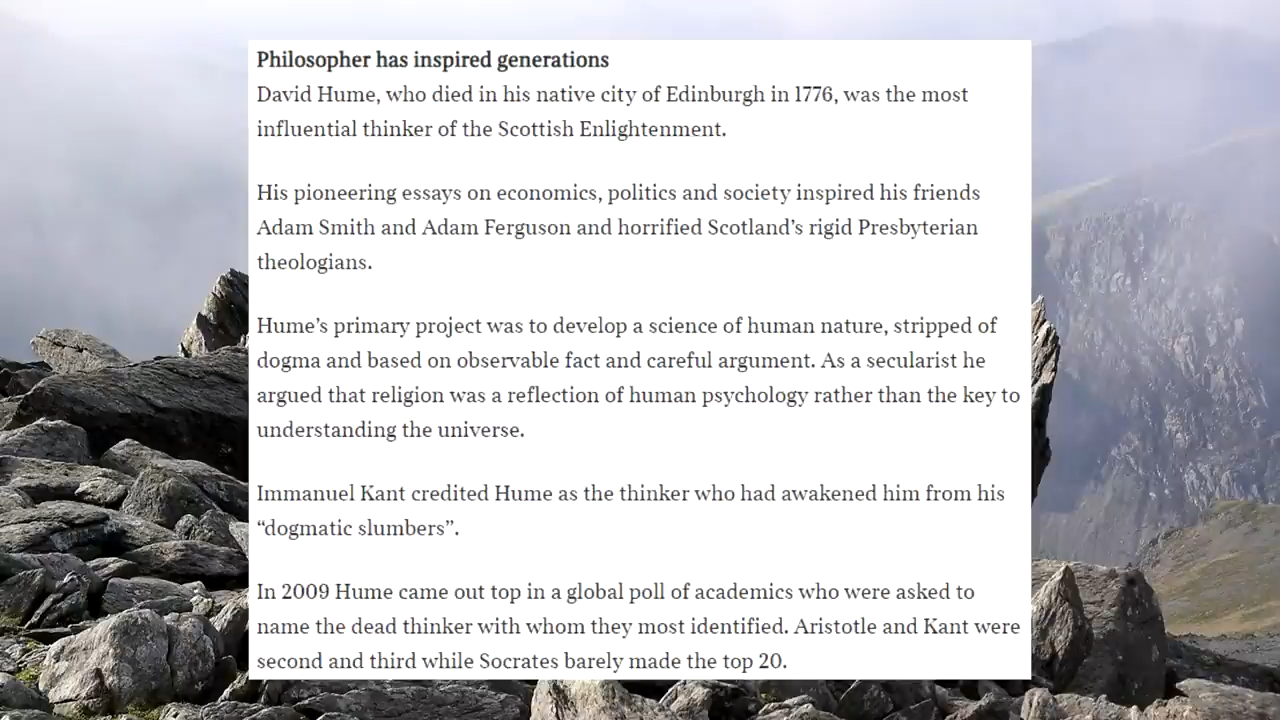 Philosopher has inspired generations
David Hume, who died in his native city of Edinburgh in 1776, was the most
influential thinker of the Scottish Enlightenment.
His pioneering essays on economics, politics and society inspired his friends
Adam Smith and Adam Ferguson and horrified Scotland’s rigid Presbyterian
theologians.
Hume’s primary project was to develop a science of human nature, stripped of
dogma and based on observable fact and careful argument. As a secularist he
argued that religion was a reflection of human psychology rather than the key to
understanding the universe.
Immanuel Kant credited Hume as the thinker who had awakened him from his
“dogmatic slumbers”.
In 2009 Hume came out top in a global poll of academics who were asked to
name the dead thinker with whom they most identified. Aristotle and Kant were
second and third while Socrates barely made the top 20.